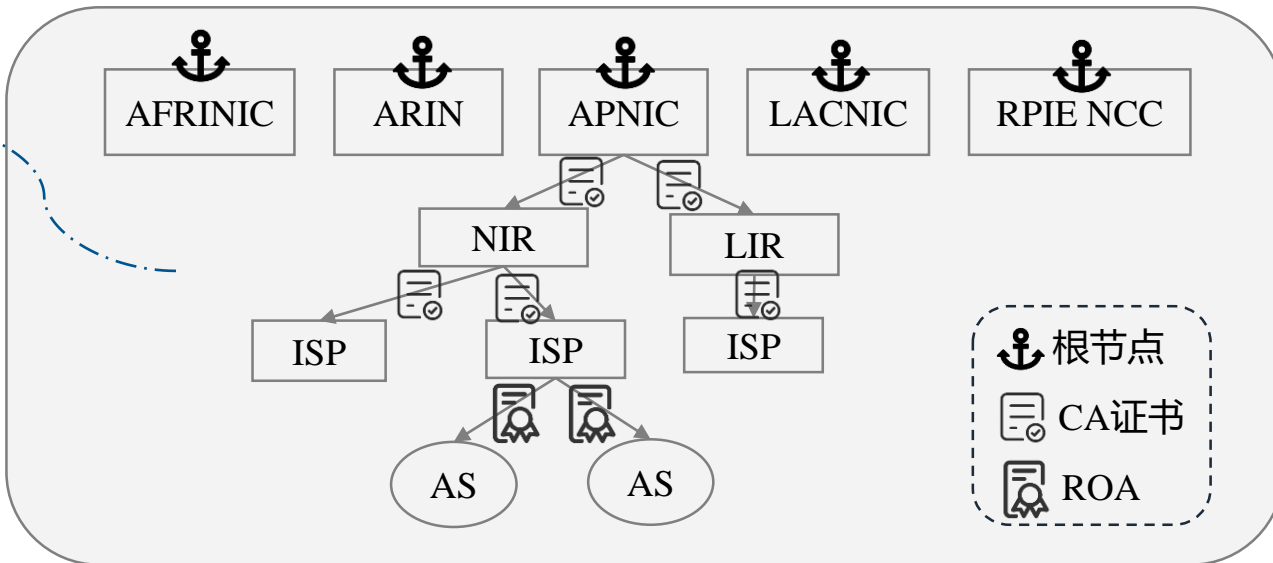 AFRINIC
ARIN
APNIC
LACNIC
RPIE NCC
NIR
LIR
ISP
ISP
ISP
AS
AS
根节点
CA证书
ROA